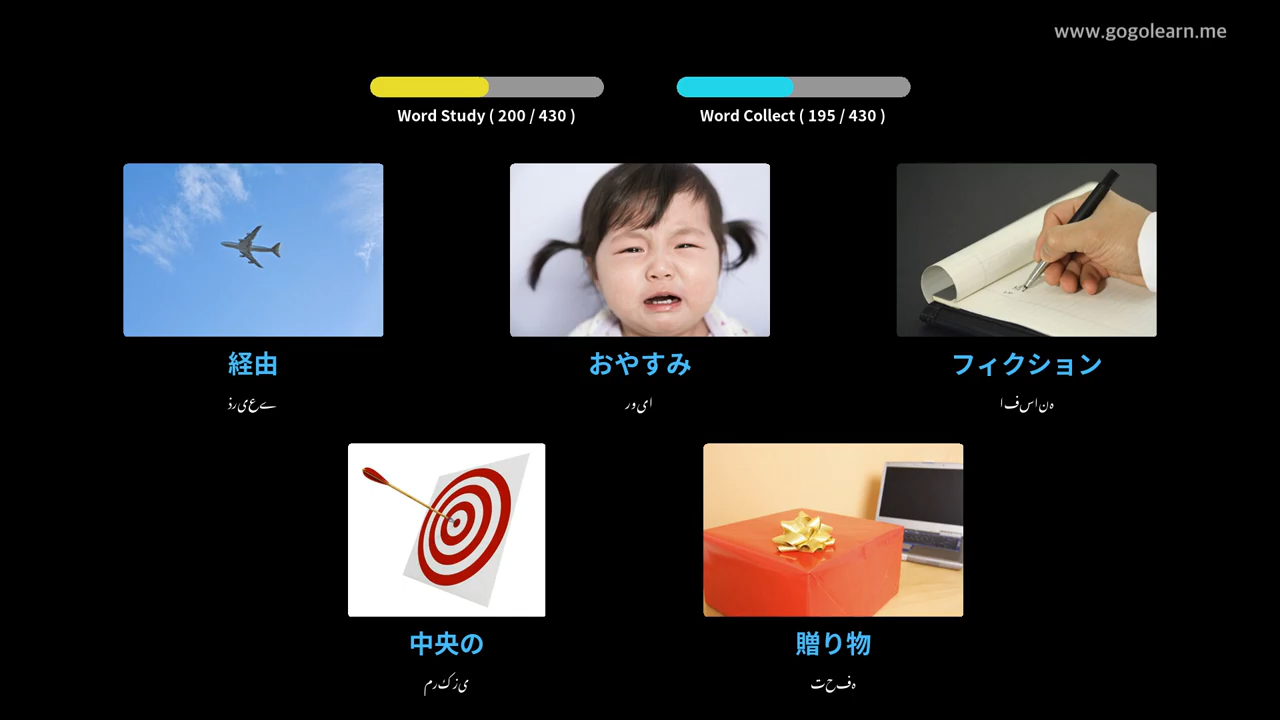 www.gogolearn.me
Word Study ( 200 / 430 )
Word Collect ( 195 / 430 )
経由
ذریعے
おやすみ
رویا
フィクション
افسانہ
中央の
مرکزی
贈り物
تحفہ